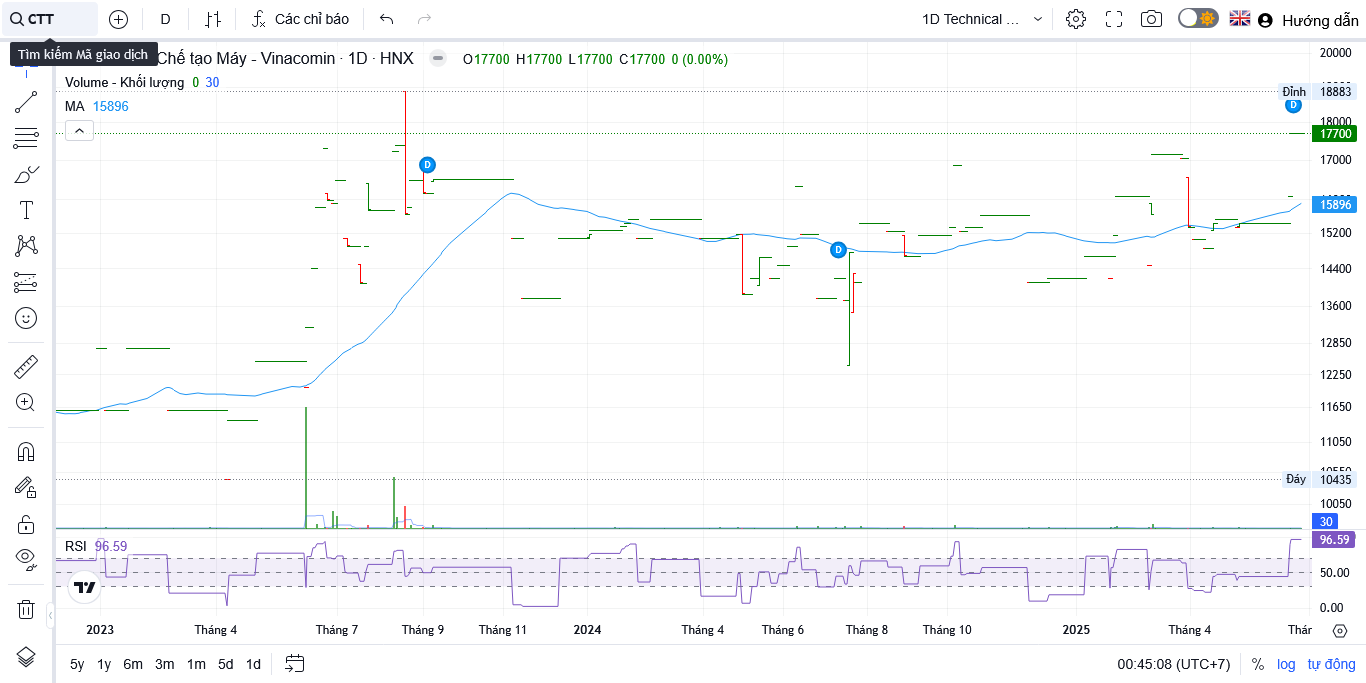 CTT
D
Các chỉ báo
1D Technical ...
Hướng dẫn
Tìm kiếm Mã giao dịch
Chế tạo Máy - Vinacomin · 1D · HNX
O17700 H17700 L17700 C17700 0 (0.00%)
Volume - Khối lượng 0 30
MA 15896
20000
Đỉnh 18883
D
18000
17700
17000
D
15896
15200
D
14400
13600
12850
12250
11650
11050
Đáy 10435
10050
30
RSI 96.59
96.59
50.00
0.00
2023 Tháng 4 Tháng 7 Tháng 9 Tháng 11 2024 Tháng 4 Tháng 6 Tháng 8 Tháng 10 2025 Tháng 4 Thár
5y 1y 6m 3m 1m 5d 1d
00:45:08 (UTC+7) % log tự động